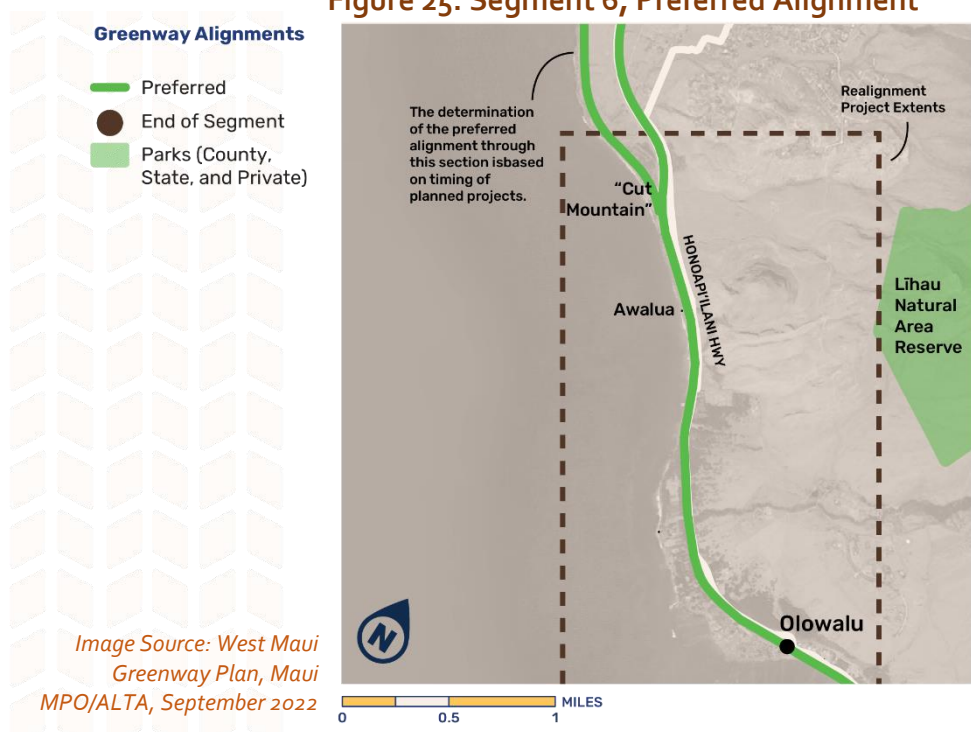 Figure 25: Segment 6, Preferred Alignment
Greenway Alignments
Preferred
End of Segment
Parks (County,
State, and Private)
The determination
of the preferred
alignment through
this section isbased
on timing of
planned projects.
Realignment
Project Extents
"Cut
Mountain"
HONOAPI'ILANI HWY
Awalua
Līhau
Natural
Area
Reserve
Olowalu
N
Image Source: West Maui
Greenway Plan, Maui
MPO/ALTA, September 2022
MILES
0 0.5 1